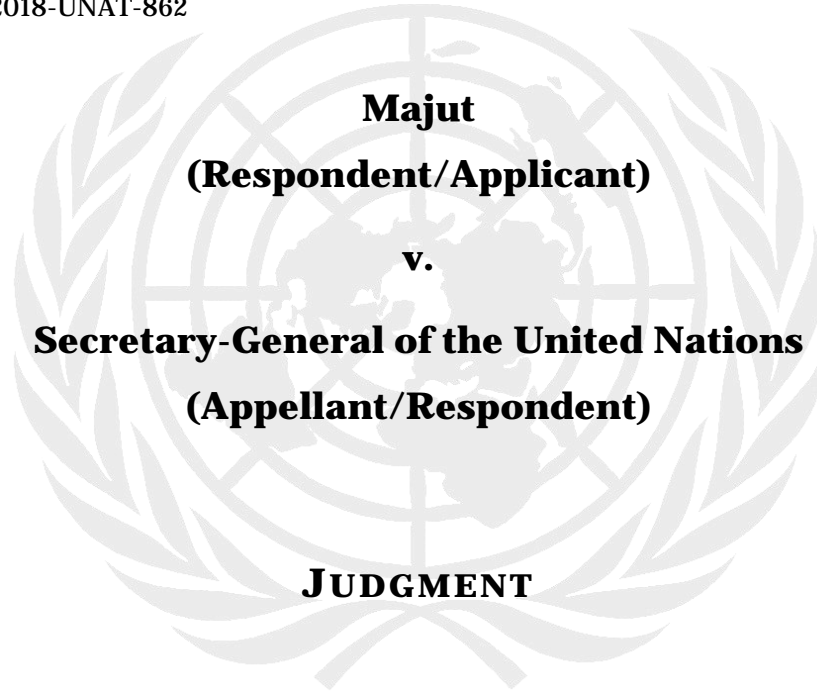 2018-UNAT-862
Majut
(Respondent/Applicant)
v.
Secretary-General of the United Nations
(Appellant/Respondent)
JUDGMENT